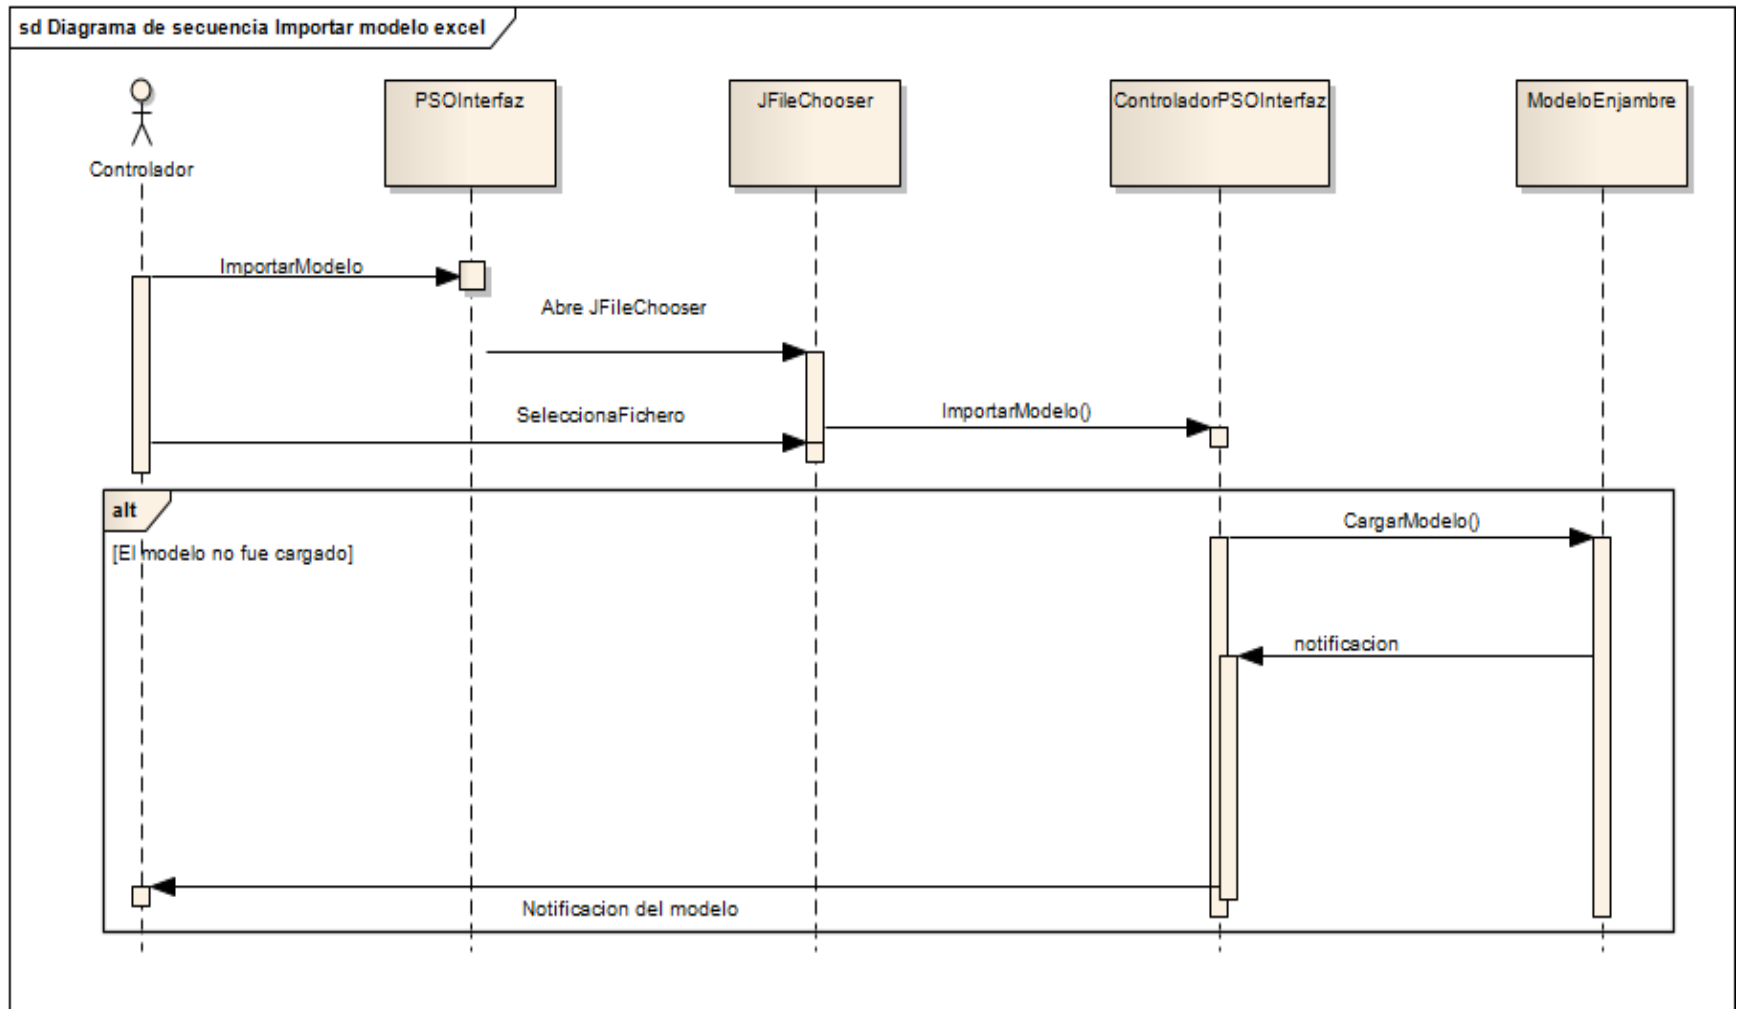 sd Diagrama de secuencia Importar modelo excel
Controlador
PSOInterfaz
JFileChooser
ControladorPSOInterfaz
ModeloEnjambre
ImportarModelo
Abre JFileChooser
SeleccionaFichero
ImportarModelo()
alt
[El modelo no fue cargado]
CargarModelo()
notificacion
Notificacion del modelo